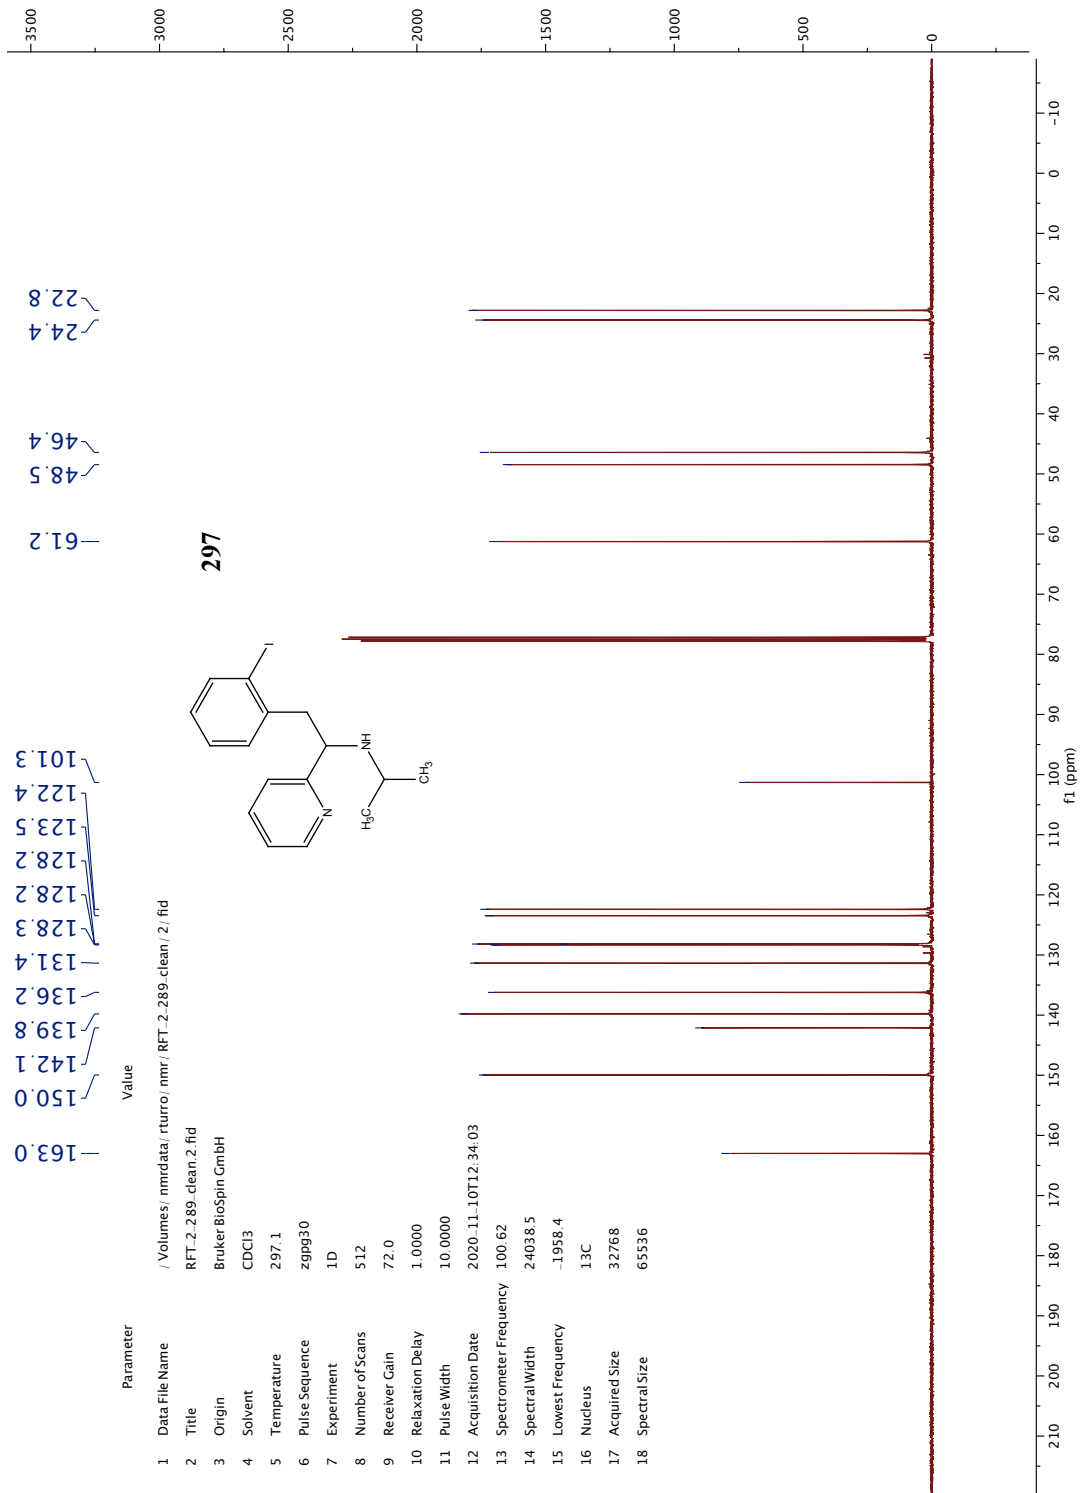 Parameter Value
1 Data File Name / Volumes/ nmrdata/ rturro/ nmr/ RFT-2-289-clean/ 2/ fid
2 Title RFT-2-289-clean.2.fid
3 Origin Bruker BioSpin GmbH
4 Solvent CDCl3
5 Temperature 297.1
6 Pulse Sequence zgpg30
7 Experiment 1D
8 Number of Scans 512
9 Receiver Gain 72.0
10 Relaxation Delay 1.0000
11 Pulse Width 10.0000
12 Acquisition Date 2020-11-10T12:34:03
13 Spectrometer Frequency 100.62
14 Spectral Width 24038.5
15 Lowest Frequency -1958.4
16 Nucleus 13C
17 Acquired Size 32768
18 Spectral Size 65536
163.0
150.0
142.1
139.8
136.2
131.4
128.3
128.2
128.2
123.5
122.4
101.3
61.2
48.5
46.4
24.4
22.8
I
N
NH
H3C
CH3
297
3500
3000
2500
2000
1500
1000
500
0
210 200 190 180 170 160 150 140 130 120 110 100 90 80 70 60 50 40 30 20 10 0 -10
f1 (ppm)